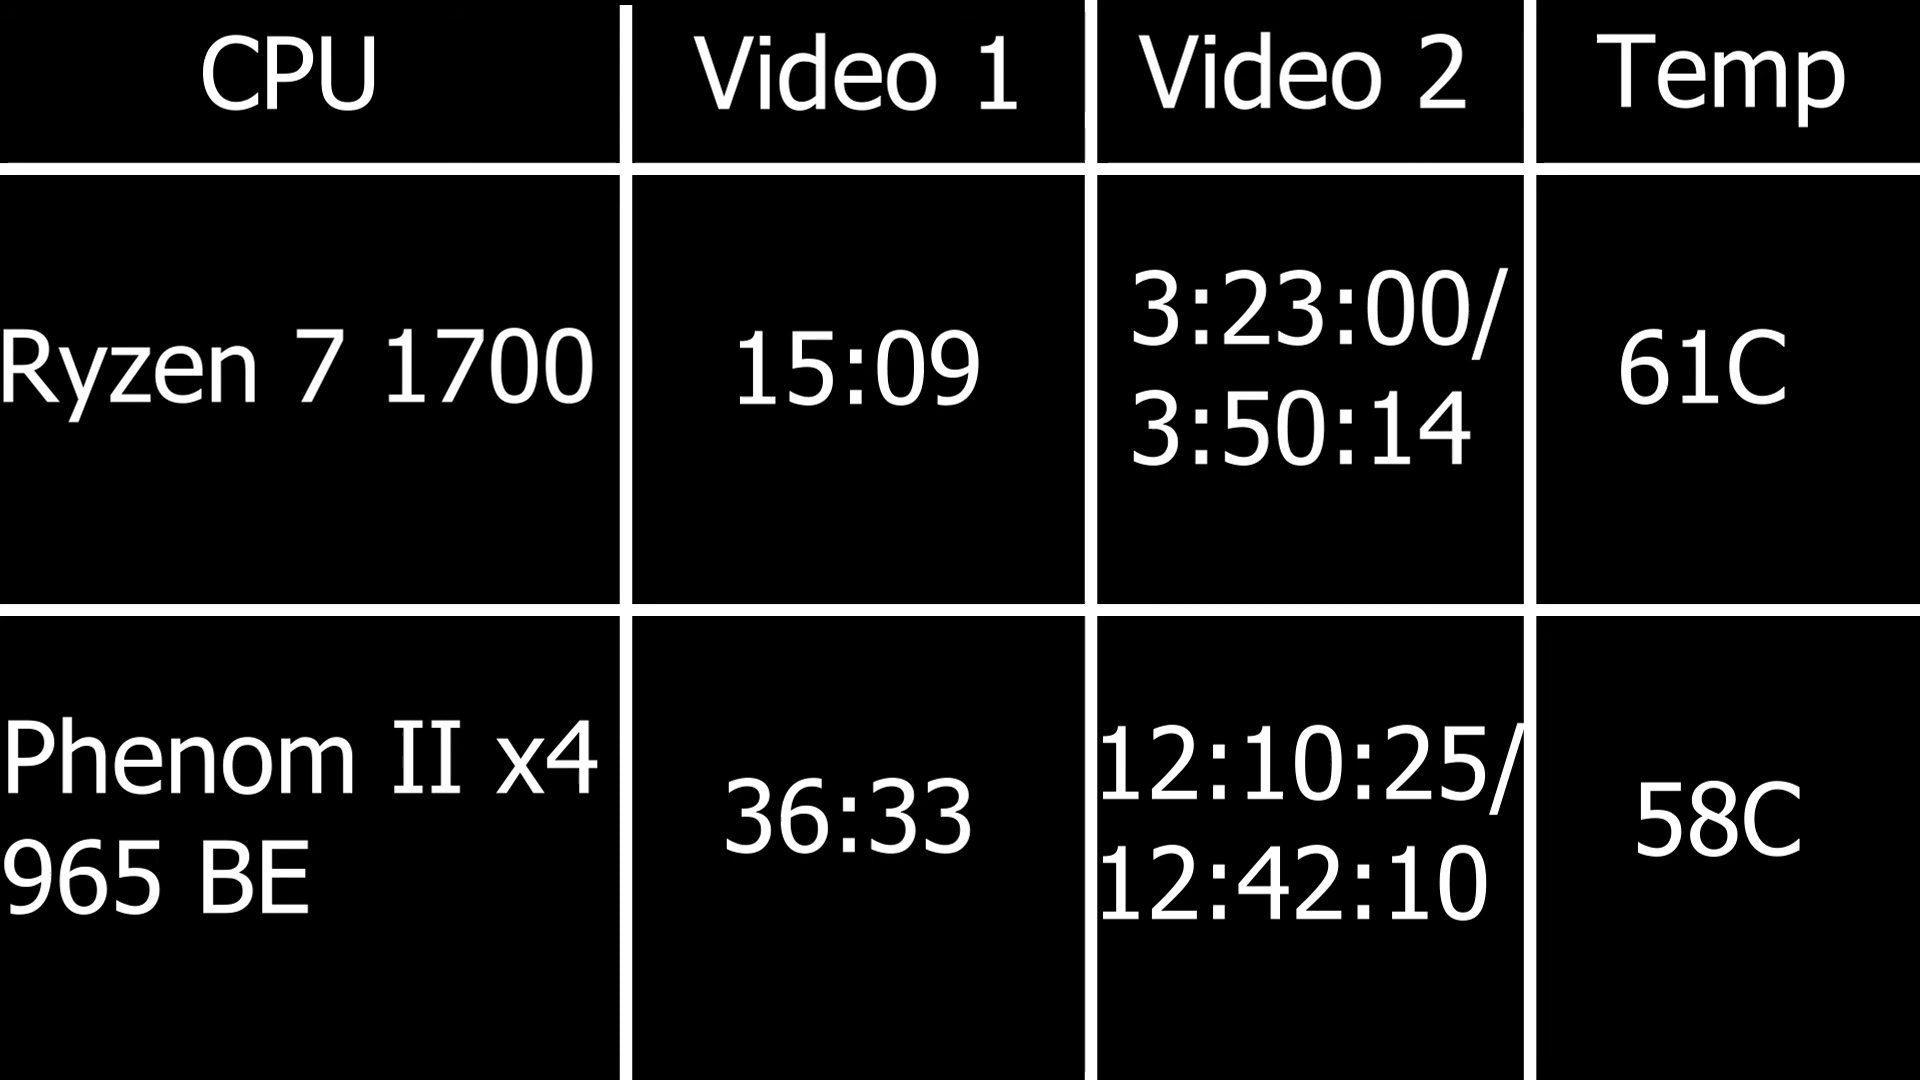 CPU Video 1 Video 2 Temp
Ryzen 7 1700 15:09 3:23:00/
3:50:14 61C
Phenom II x4
965 BE 36:33 12:10:25/
12:42:10 58C